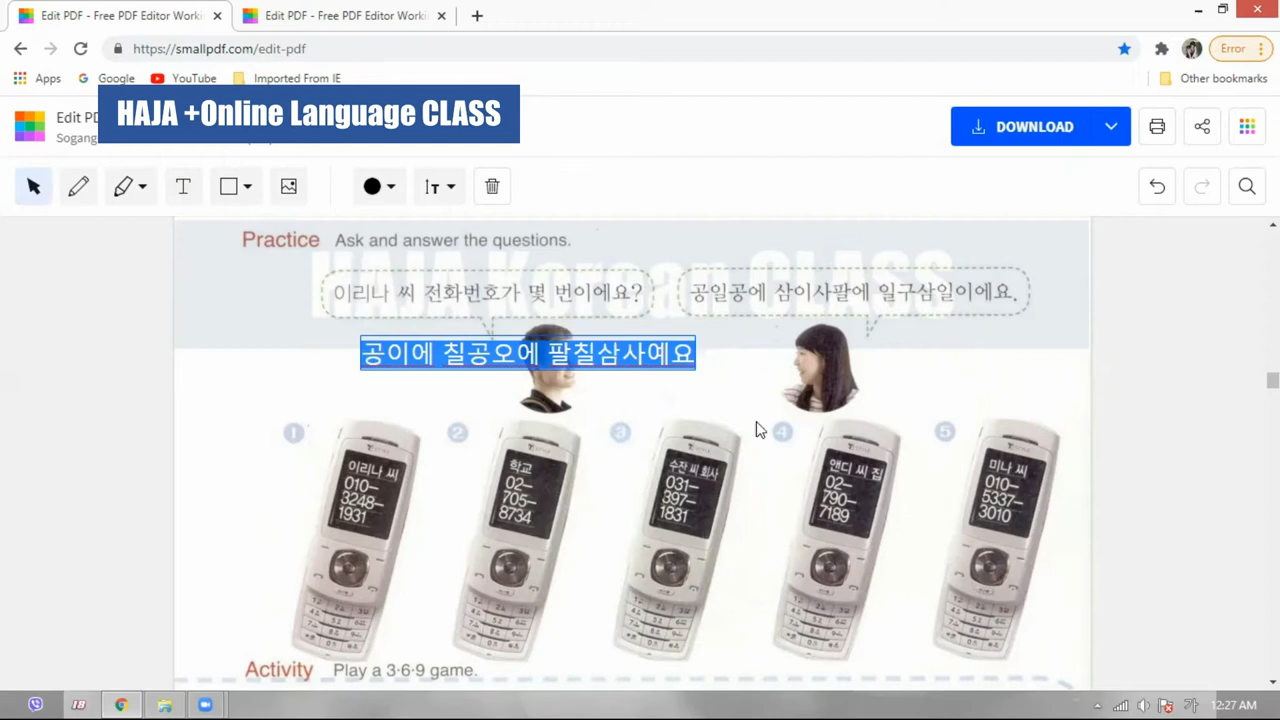 Edit PDF - Free PDF Editor Worki
Edit PDF - Free PDF Editor Worki
https://smallpdf.com/edit-pdf
Error
Apps
Google
YouTube
Imported From IE
Other bookmarks
HAJA +Online Language CLASS
Edit PD
Sogang
DOWNLOAD
T
HAJA Korean CLASS
Practice Ask and answer the questions.
이리나 씨 전화번호가 몇 번이에요?
공일공에 삼이사팔에 일구삼일이에요.
공이에 칠공오에 팔칠삼사예요
1
이리나 씨
010–
3248–
1931
2
학교
02–
705–
8734
3
수잔 씨 회사
031–
397–
1831
4
앤디 씨 집
02–
790–
7189
5
미나 씨
010–
5337–
3010
Activity Play a 3·6·9 game.
18
가
12:27 AM